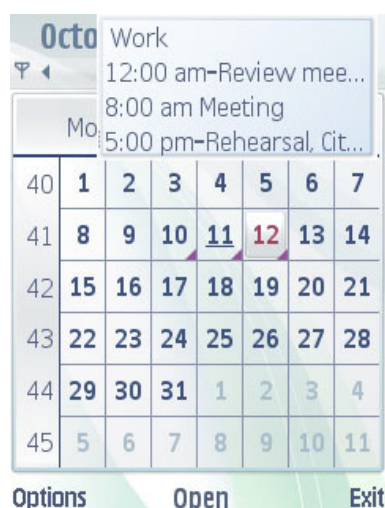 Octo
Work
12:00 am-Review mee...
8:00 am Meeting
5:00 pm-Rehearsal, Cit...
Mo
40 1 2 3 4 5 6 7
41 8 9 10 11 12 13 14
42 15 16 17 18 19 20 21
43 22 23 24 25 26 27 28
44 29 30 31 1 2 3 4
45 5 6 7 8 9 10 11
Options Open Exit